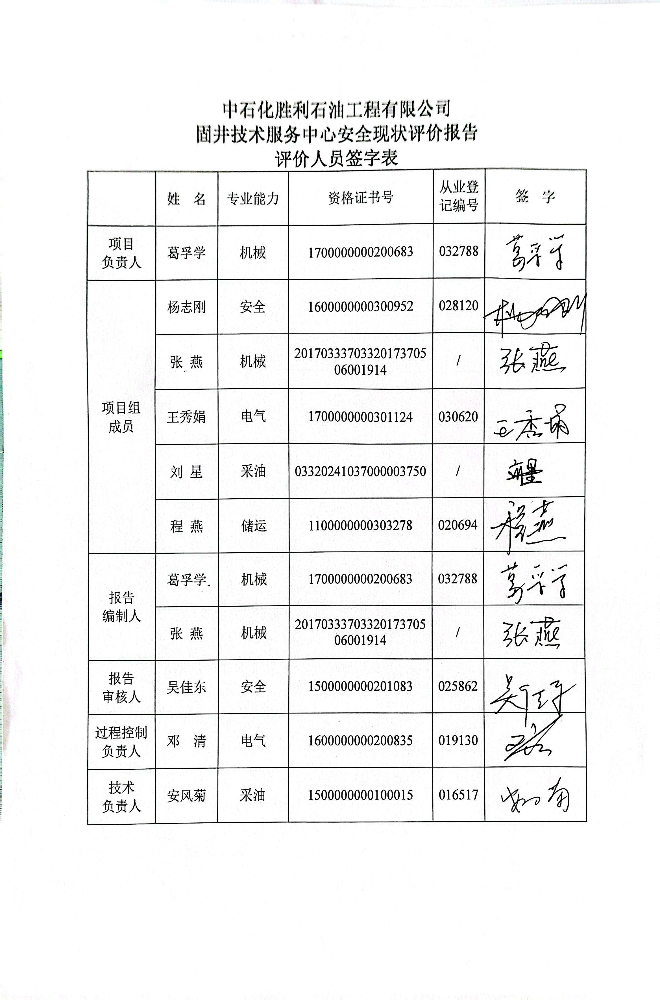 中石化胜利石油工程有限公司
固井技术服务中心安全现状评价报告
评价人员签字表
姓 名 专业能力 资格证书号 从业登记编号 签 字
项目负责人 葛孚学 机械 1700000000200683 032788 葛孚学
项目组成员 杨志刚 安全 1600000000300952 028120 杨志刚
张 燕 机械 2017033370332017370506001914 / 张燕
王秀娟 电气 1700000000301124 030620 王秀娟
刘 星 采油 03320241037000003750 / 刘星
程 燕 储运 1100000000303278 020694 程燕
报告编制人 葛孚学 机械 1700000000200683 032788 葛孚学
张 燕 机械 2017033370332017370506001914 / 张燕
报告审核人 吴佳东 安全 1500000000201083 025862 吴佳东
过程控制负责人 邓 清 电气 1600000000200835 019130 邓清
技术负责人 安风菊 采油 1500000000100015 016517 安风菊